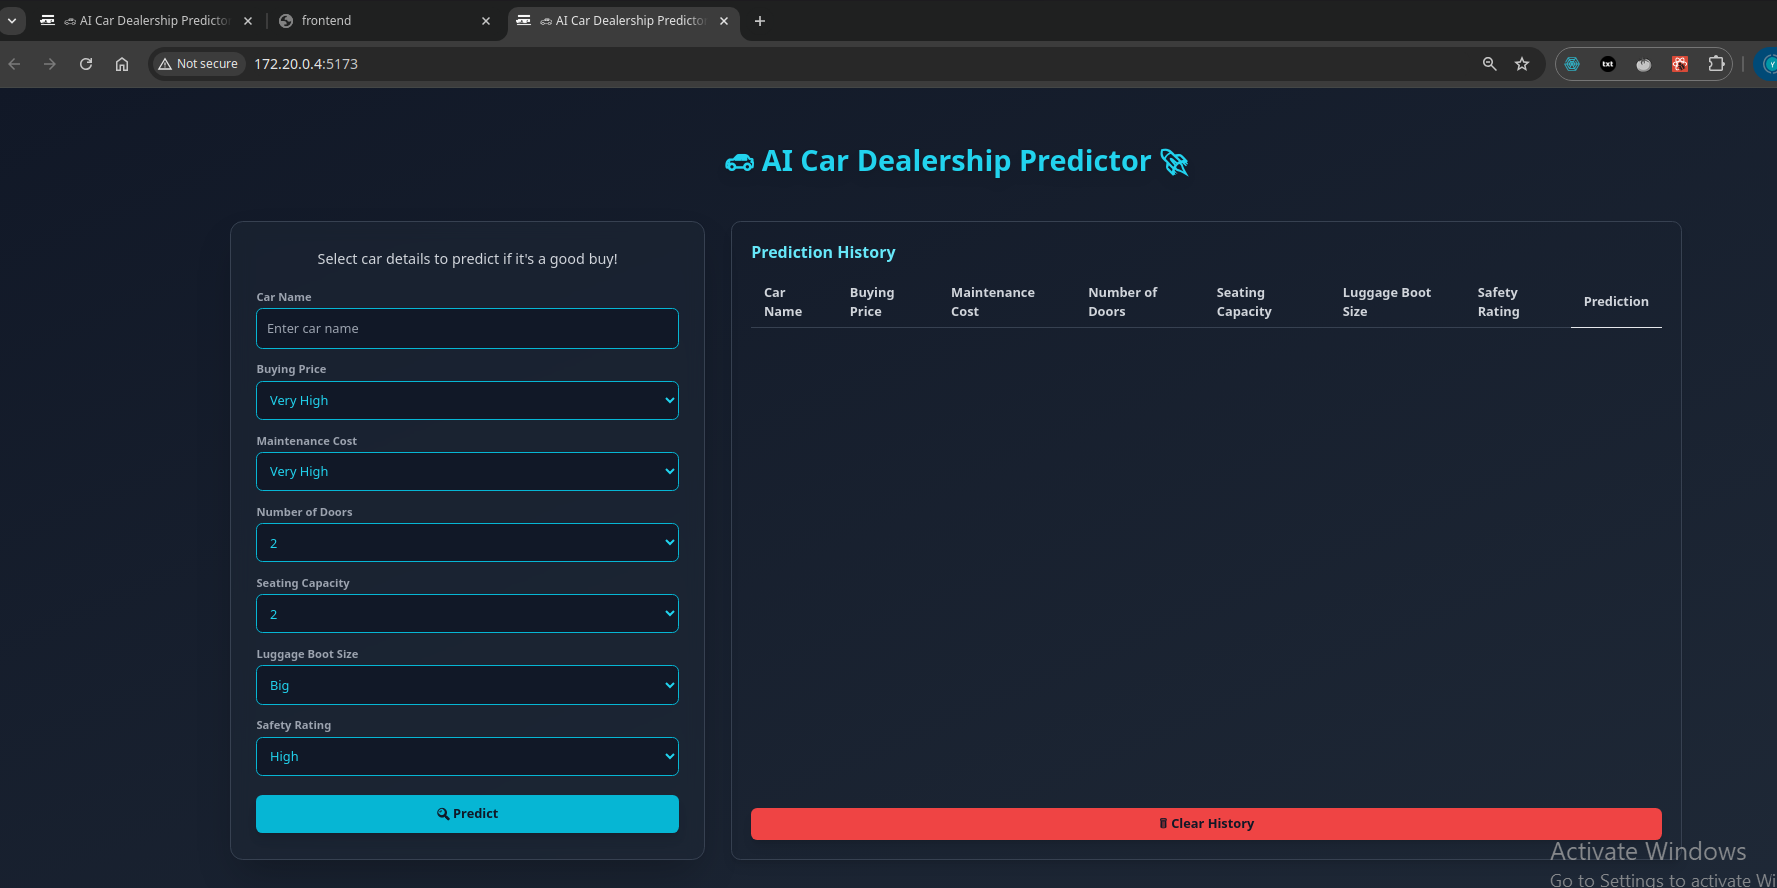 AI Car Dealership Predicto
frontend
AI Car Dealership Predicto
Not secure
172.20.0.4:5173
txt
Y
AI Car Dealership Predictor
Select car details to predict if it's a good buy!
Car Name
Enter car name
Buying Price
Very High
Maintenance Cost
Very High
Number of Doors
2
Seating Capacity
2
Luggage Boot Size
Big
Safety Rating
High
Predict
Prediction History
Car Name
Buying Price
Maintenance Cost
Number of Doors
Seating Capacity
Luggage Boot Size
Safety Rating
Prediction
Clear History
Activate Windows
Go to Settings to activate Wi